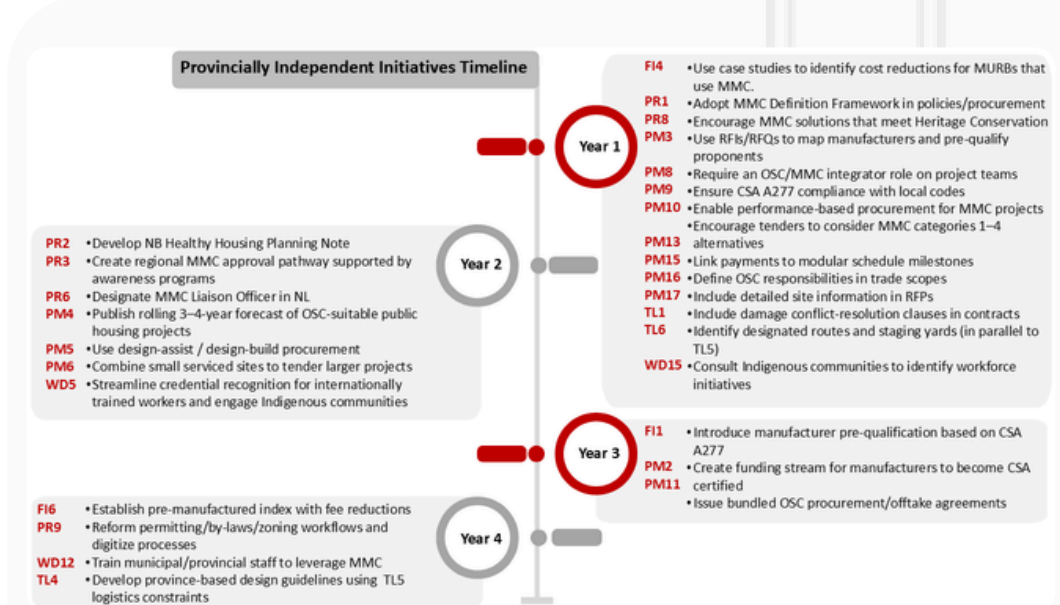 Provincially Independent Initiatives Timeline
Year 1
FI4 •Use case studies to identify cost reductions for MURBs that
use MMC.
PR1 •Adopt MMC Definition Framework in policies/procurement
PR8 •Encourage MMC solutions that meet Heritage Conservation
PM3 •Use RFIs/RFQs to map manufacturers and pre-qualify
proponents
PM8 •Require an OSC/MMC integrator role on project teams
PM9 •Ensure CSA A277 compliance with local codes
PM10 •Enable performance-based procurement for MMC projects
•Encourage tenders to consider MMC categories 1–4
PM13 alternatives
PM15 •Link payments to modular schedule milestones
PM16 •Define OSC responsibilities in trade scopes
PM17 •Include detailed site information in RFPs
TL1 •Include damage conflict-resolution clauses in contracts
TL6 •Identify designated routes and staging yards (in parallel to
TL5)
WD15 •Consult Indigenous communities to identify workforce
initiatives
Year 2
PR2 •Develop NB Healthy Housing Planning Note
PR3 •Create regional MMC approval pathway supported by
awareness programs
PR6 •Designate MMC Liaison Officer in NL
PM4 •Publish rolling 3–4-year forecast of OSC-suitable public
housing projects
PM5 •Use design-assist / design-build procurement
PM6 •Combine small serviced sites to tender larger projects
WD5 •Streamline credential recognition for internationally
trained workers and engage Indigenous communities
Year 3
FI1 •Introduce manufacturer pre-qualification based on CSA
A277
PM2 •Create funding stream for manufacturers to become CSA
PM11 certified
•Issue bundled OSC procurement/offtake agreements
Year 4
FI6 •Establish pre-manufactured index with fee reductions
PR9 •Reform permitting/by-laws/zoning workflows and
digitize processes
WD12 •Train municipal/provincial staff to leverage MMC
TL4 •Develop province-based design guidelines using TL5
logistics constraints